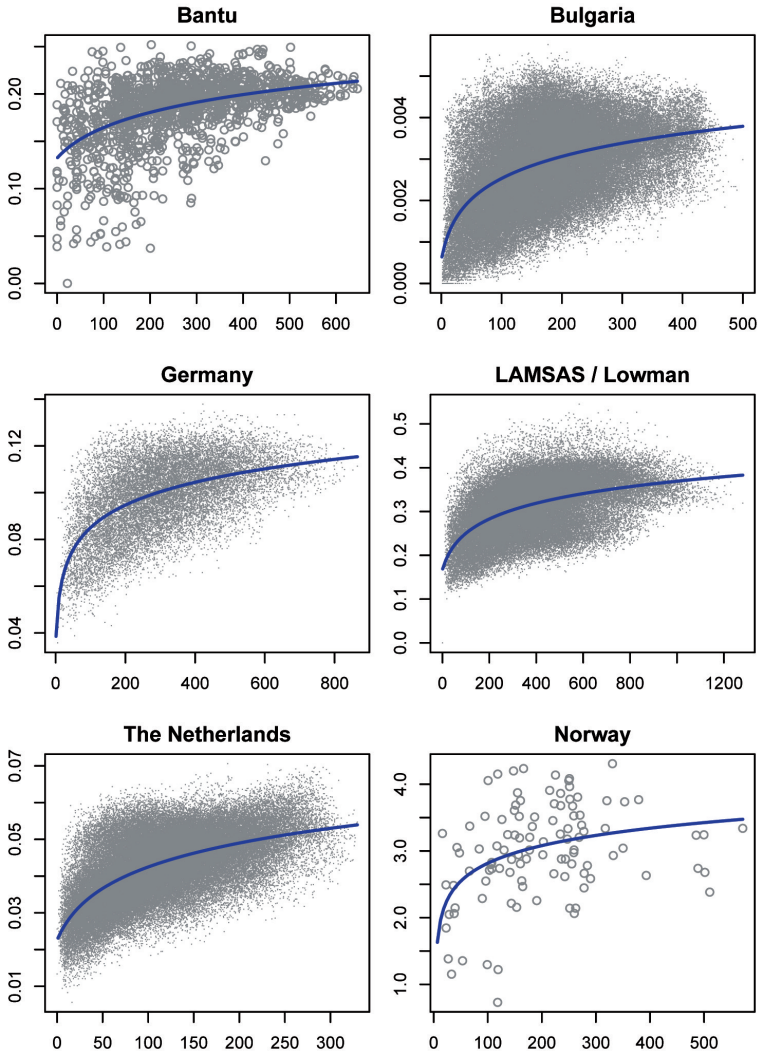 Bantu
0.00 0.10 0.20
0 100 200 300 400 500 600
Bulgaria
0.000 0.002 0.004
0 100 200 300 400 500
Germany
0.04 0.08 0.12
0 200 400 600 800
LAMSAS / Lowman
0.0 0.1 0.2 0.3 0.4 0.5
0 200 400 600 800 1200
The Netherlands
0.01 0.03 0.05 0.07
0 50 100 150 200 250 300
Norway
1.0 2.0 3.0 4.0
0 100 200 300 400 500